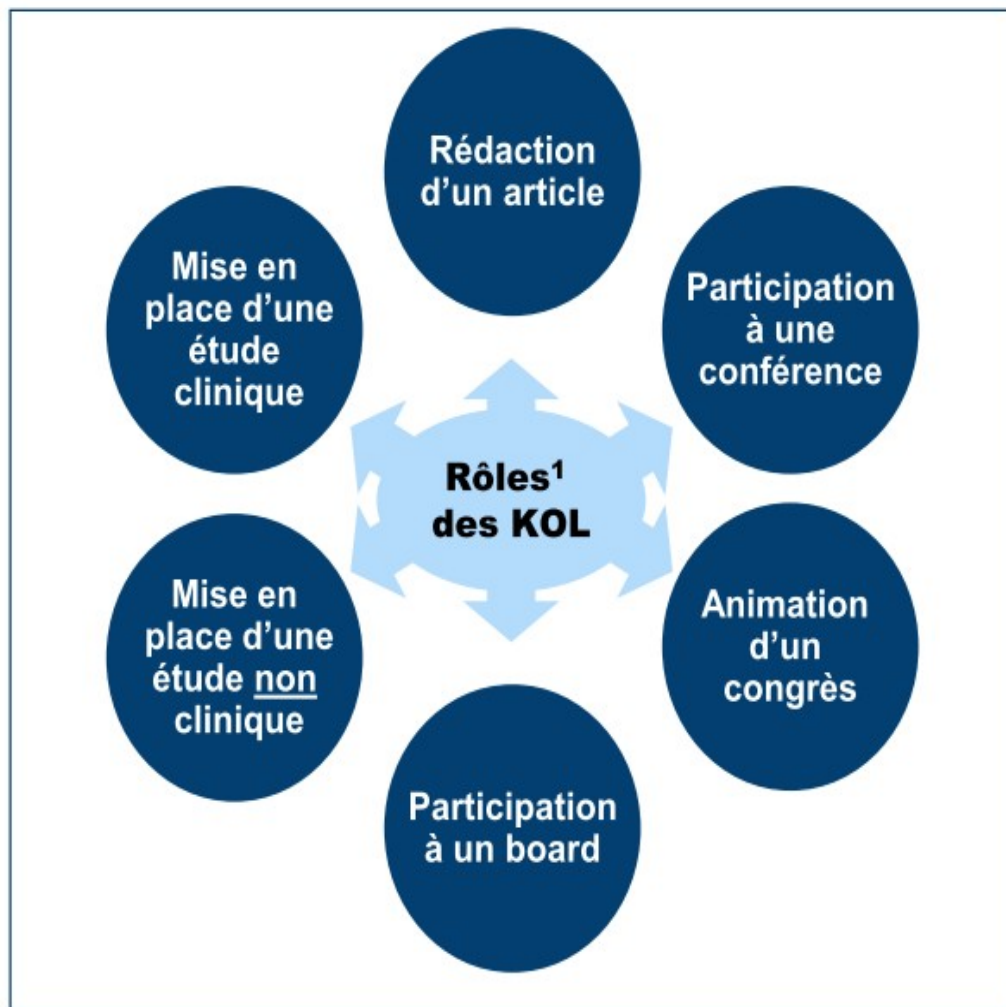 Rédaction
d’un article
Participation
à une
conférence
Animation
d’un
congrès
Participation
à un board
Mise en
place d’une
étude non
clinique
Mise en
place d’une
étude
clinique
Rôles¹
des KOL